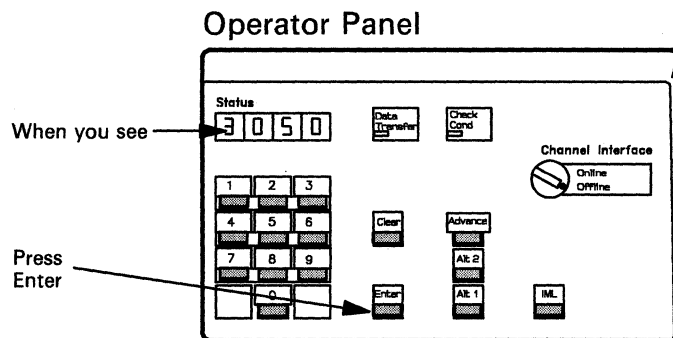 Operator Panel
Status
When you see
3050
Data
Transfer
Check
Cond
Channel Interface
Online
Offline
1 2 3
4 5 6
Clear
Advance
7 8 9
Alt 2
Press
Enter
0
Enter
Alt 1
IML